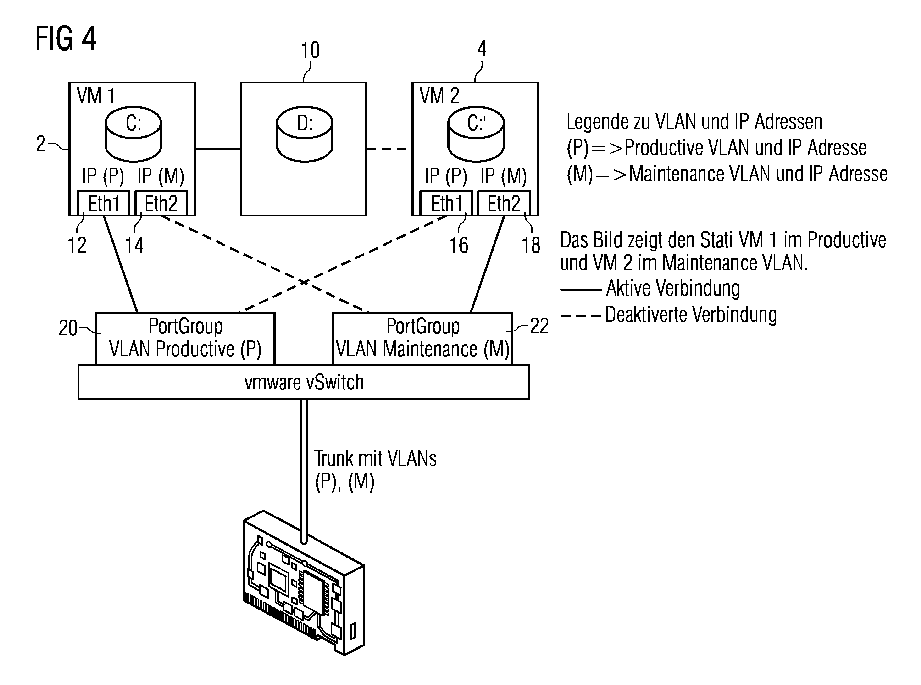 FIG 4
10
4
VM 1
VM 2
C:
D:
C:'
2
IP (P) IP (M)
IP (P) IP (M)
Eth1 Eth2
Eth1 Eth2
12 14
16 18
Legende zu VLAN und IP Adressen
(P)=>Productive VLAN und IP Adresse
(M)−>Maintenance VLAN und IP Adresse
Das Bild zeigt den Stati VM 1 im Productive
und VM 2 im Maintenance VLAN.
Aktive Verbindung
Deaktiverte Verbindung
20
PortGroup
VLAN Productive (P)
PortGroup
VLAN Maintenance (M)
22
vmware vSwitch
Trunk mit VLANs
(P), (M)